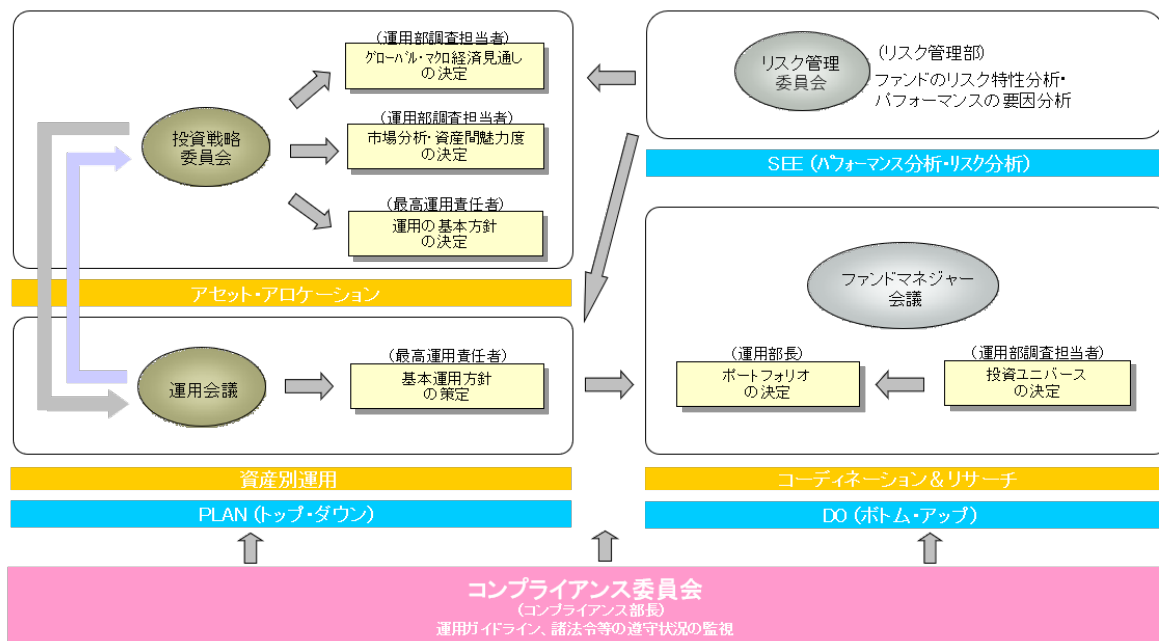 (運用部調査担当者)
グローバル・マクロ経済見通し
の決定
投資戦略
委員会
(運用部調査担当者)
市場分析・資産間魅力度
の決定
(最高運用責任者)
運用の基本方針
の決定
アセット・アロケーション
運用会議
(最高運用責任者)
基本運用方針
の策定
資産別運用
PLAN (トップ・ダウン)
リスク管理
委員会
(リスク管理部)
ファンドのリスク特性分析・
パフォーマンスの要因分析
SEE (パフォーマンス分析・リスク分析)
ファンドマネジャー
会議
(運用部長)
ポートフォリオ
の決定
(運用部調査担当者)
投資ユニバース
の決定
コーディネーション＆リサーチ
DO (ボトム・アップ)
コンプライアンス委員会
(コンプライアンス部長)
運用ガイドライン、諸法令等の遵守状況の監視